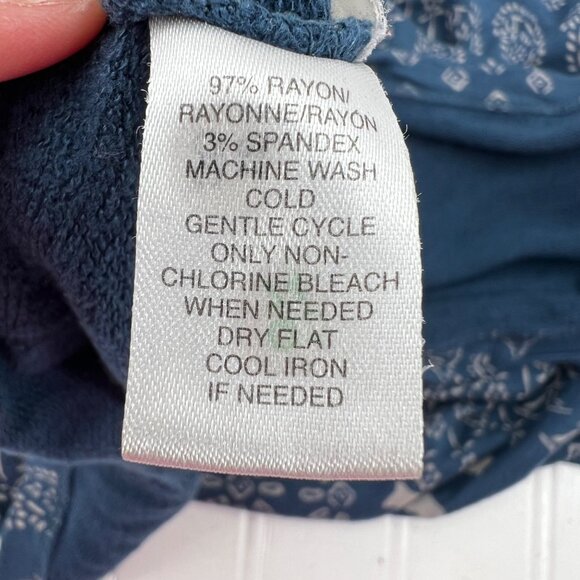 97% RAYON/
RAYONNE/RAYÓN
3% SPANDEX
MACHINE WASH
COLD
GENTLE CYCLE
ONLY NON-
CHLORINE BLEACH
WHEN NEEDED
DRY FLAT
COOL IRON
IF NEEDED